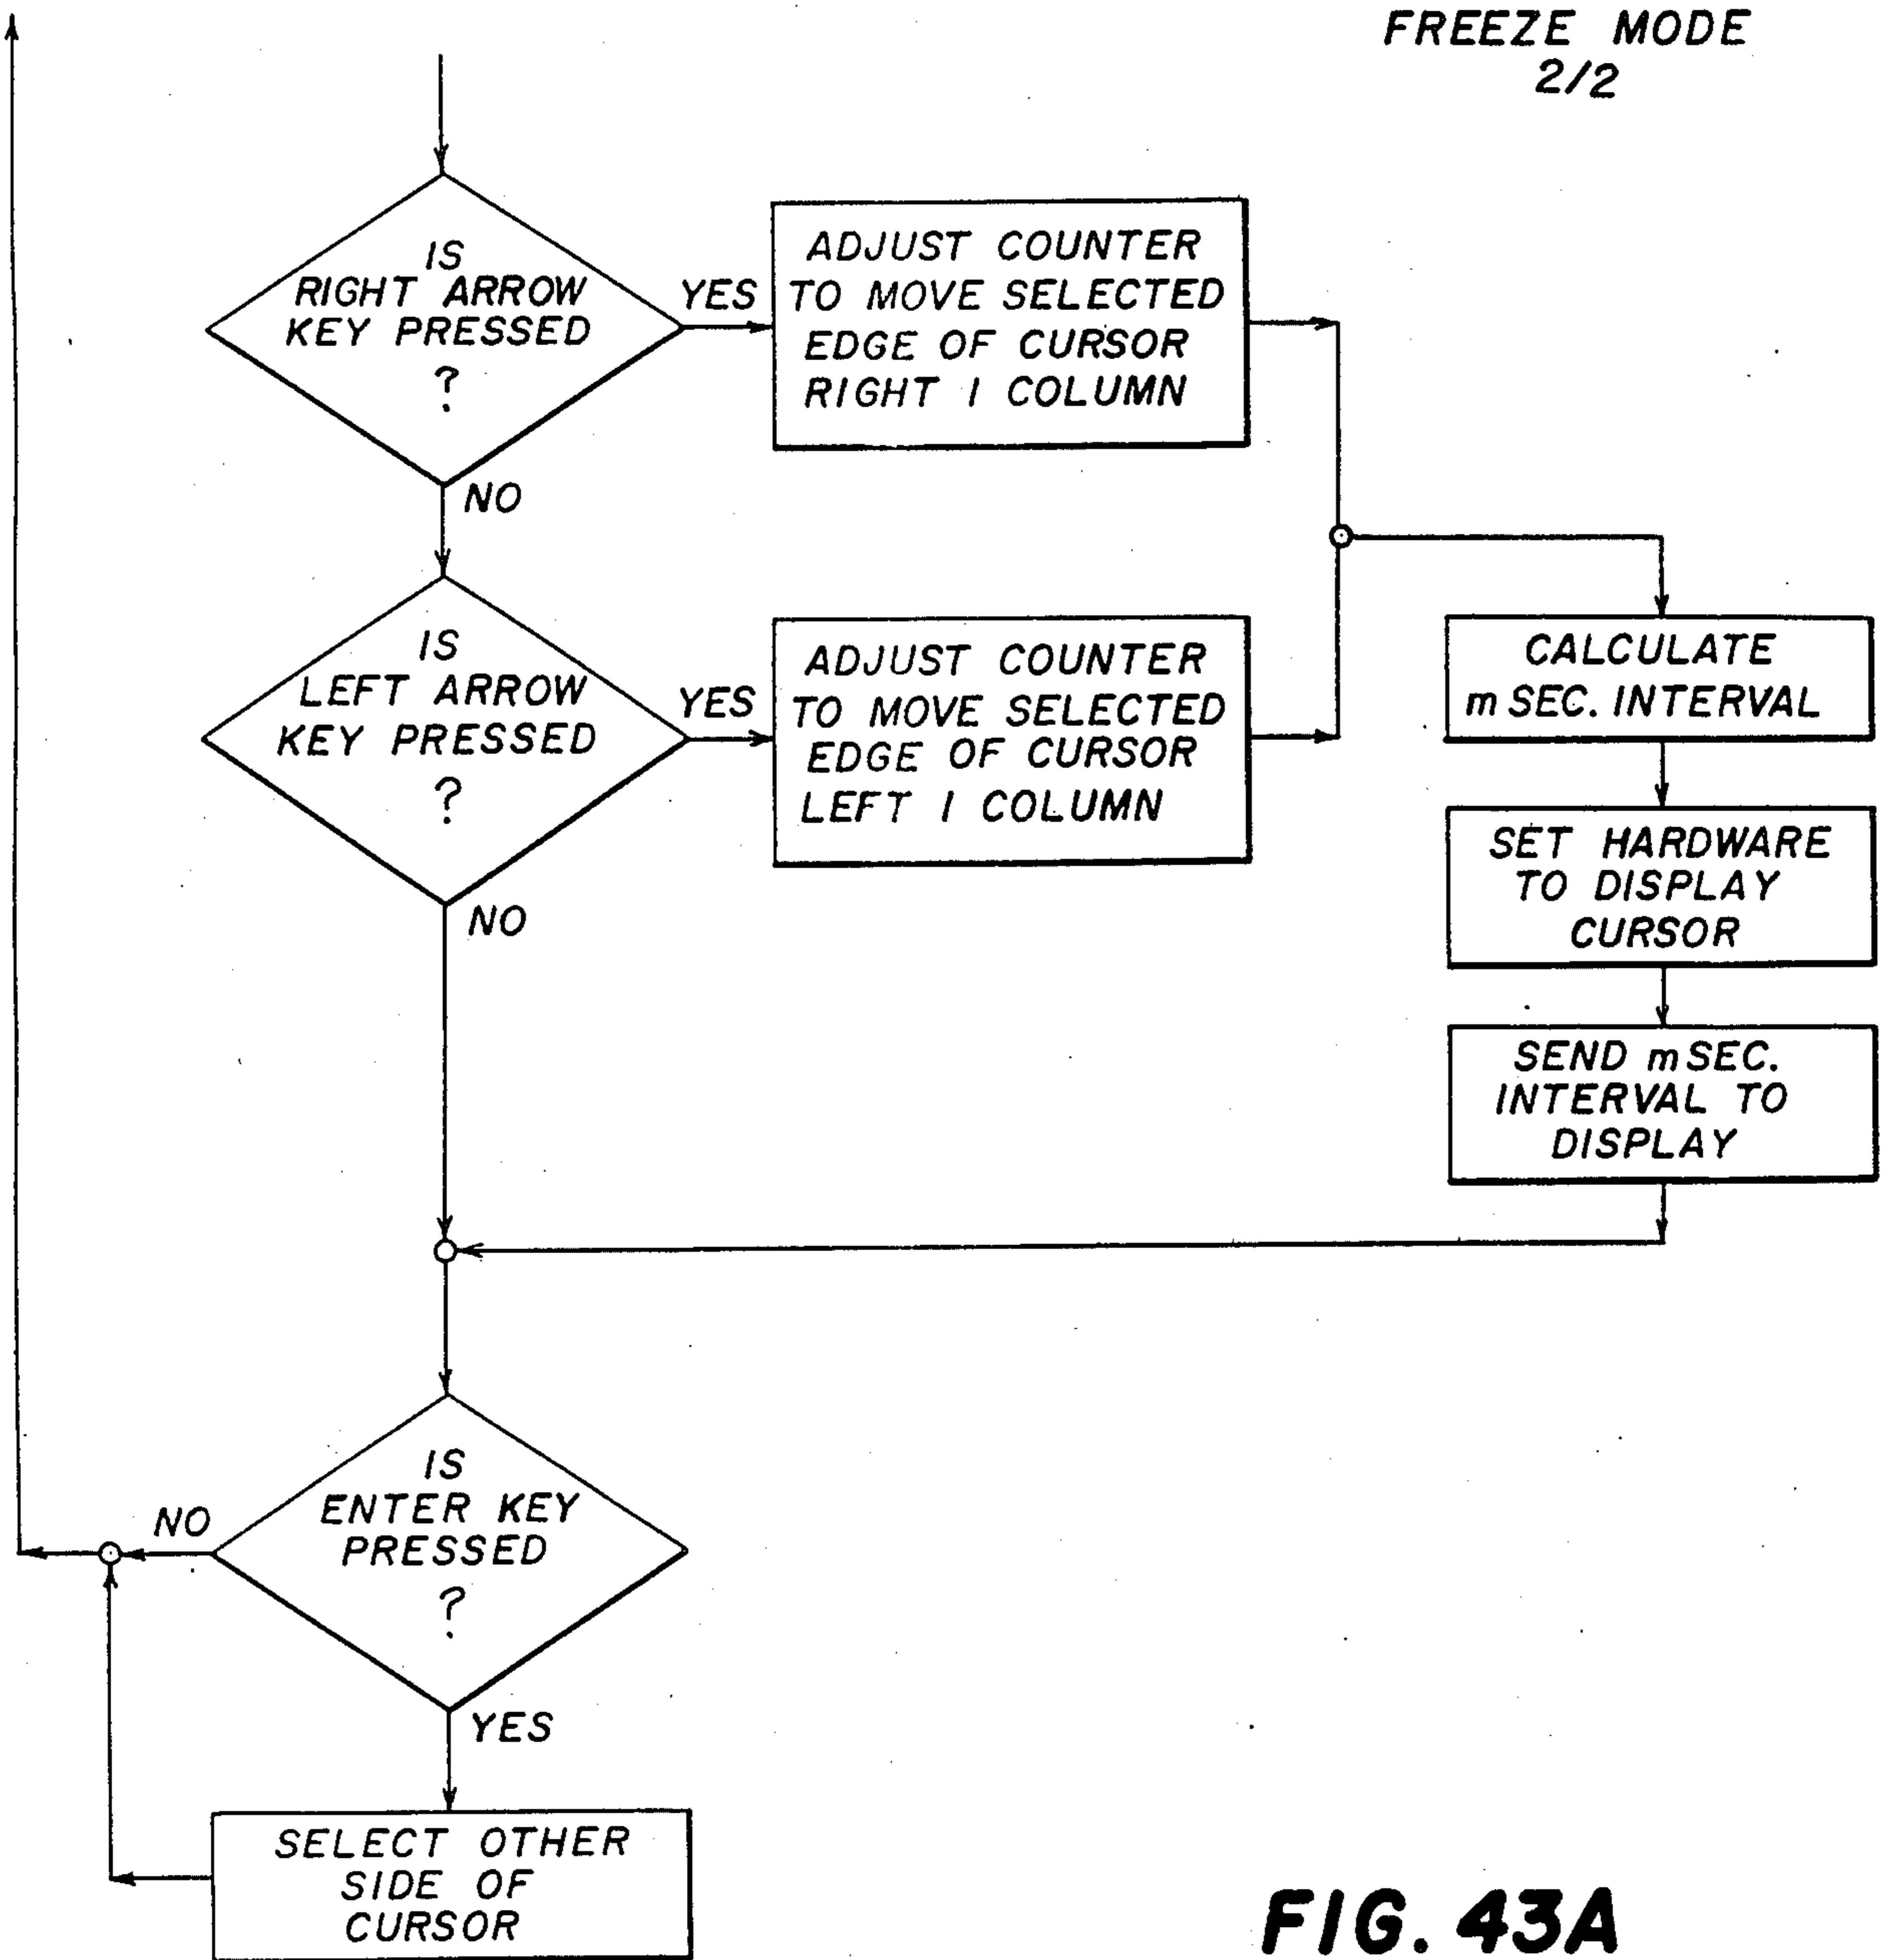 FREEZE MODE
2/2
IS
RIGHT ARROW
KEY PRESSED
?
YES
ADJUST COUNTER
TO MOVE SELECTED
EDGE OF CURSOR
RIGHT 1 COLUMN
NO
IS
LEFT ARROW
KEY PRESSED
?
YES
ADJUST COUNTER
TO MOVE SELECTED
EDGE OF CURSOR
LEFT 1 COLUMN
NO
CALCULATE
mSEC. INTERVAL
SET HARDWARE
TO DISPLAY
CURSOR
SEND mSEC.
INTERVAL TO
DISPLAY
IS
ENTER KEY
PRESSED
?
NO
YES
SELECT OTHER
SIDE OF
CURSOR
FIG. 43A